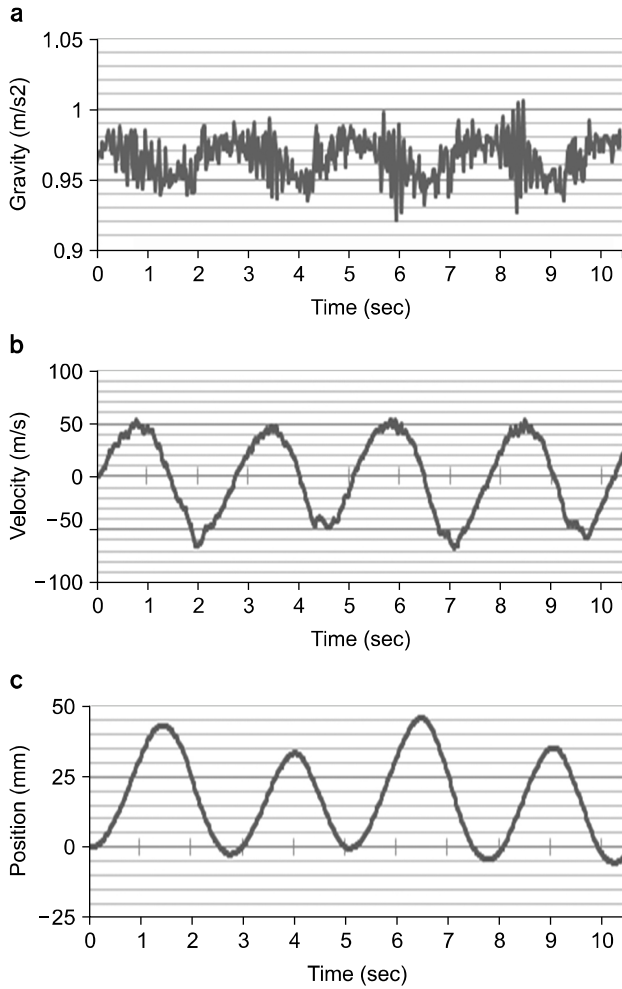 a
1.05
1
0.95
0.9
Gravity (m/s2)
0 1 2 3 4 5 6 7 8 9 10
Time (sec)
b
100
50
0
−50
−100
Velocity (m/s)
0 1 2 3 4 5 6 7 8 9 10
Time (sec)
c
50
25
0
−25
Position (mm)
0 1 2 3 4 5 6 7 8 9 10
Time (sec)